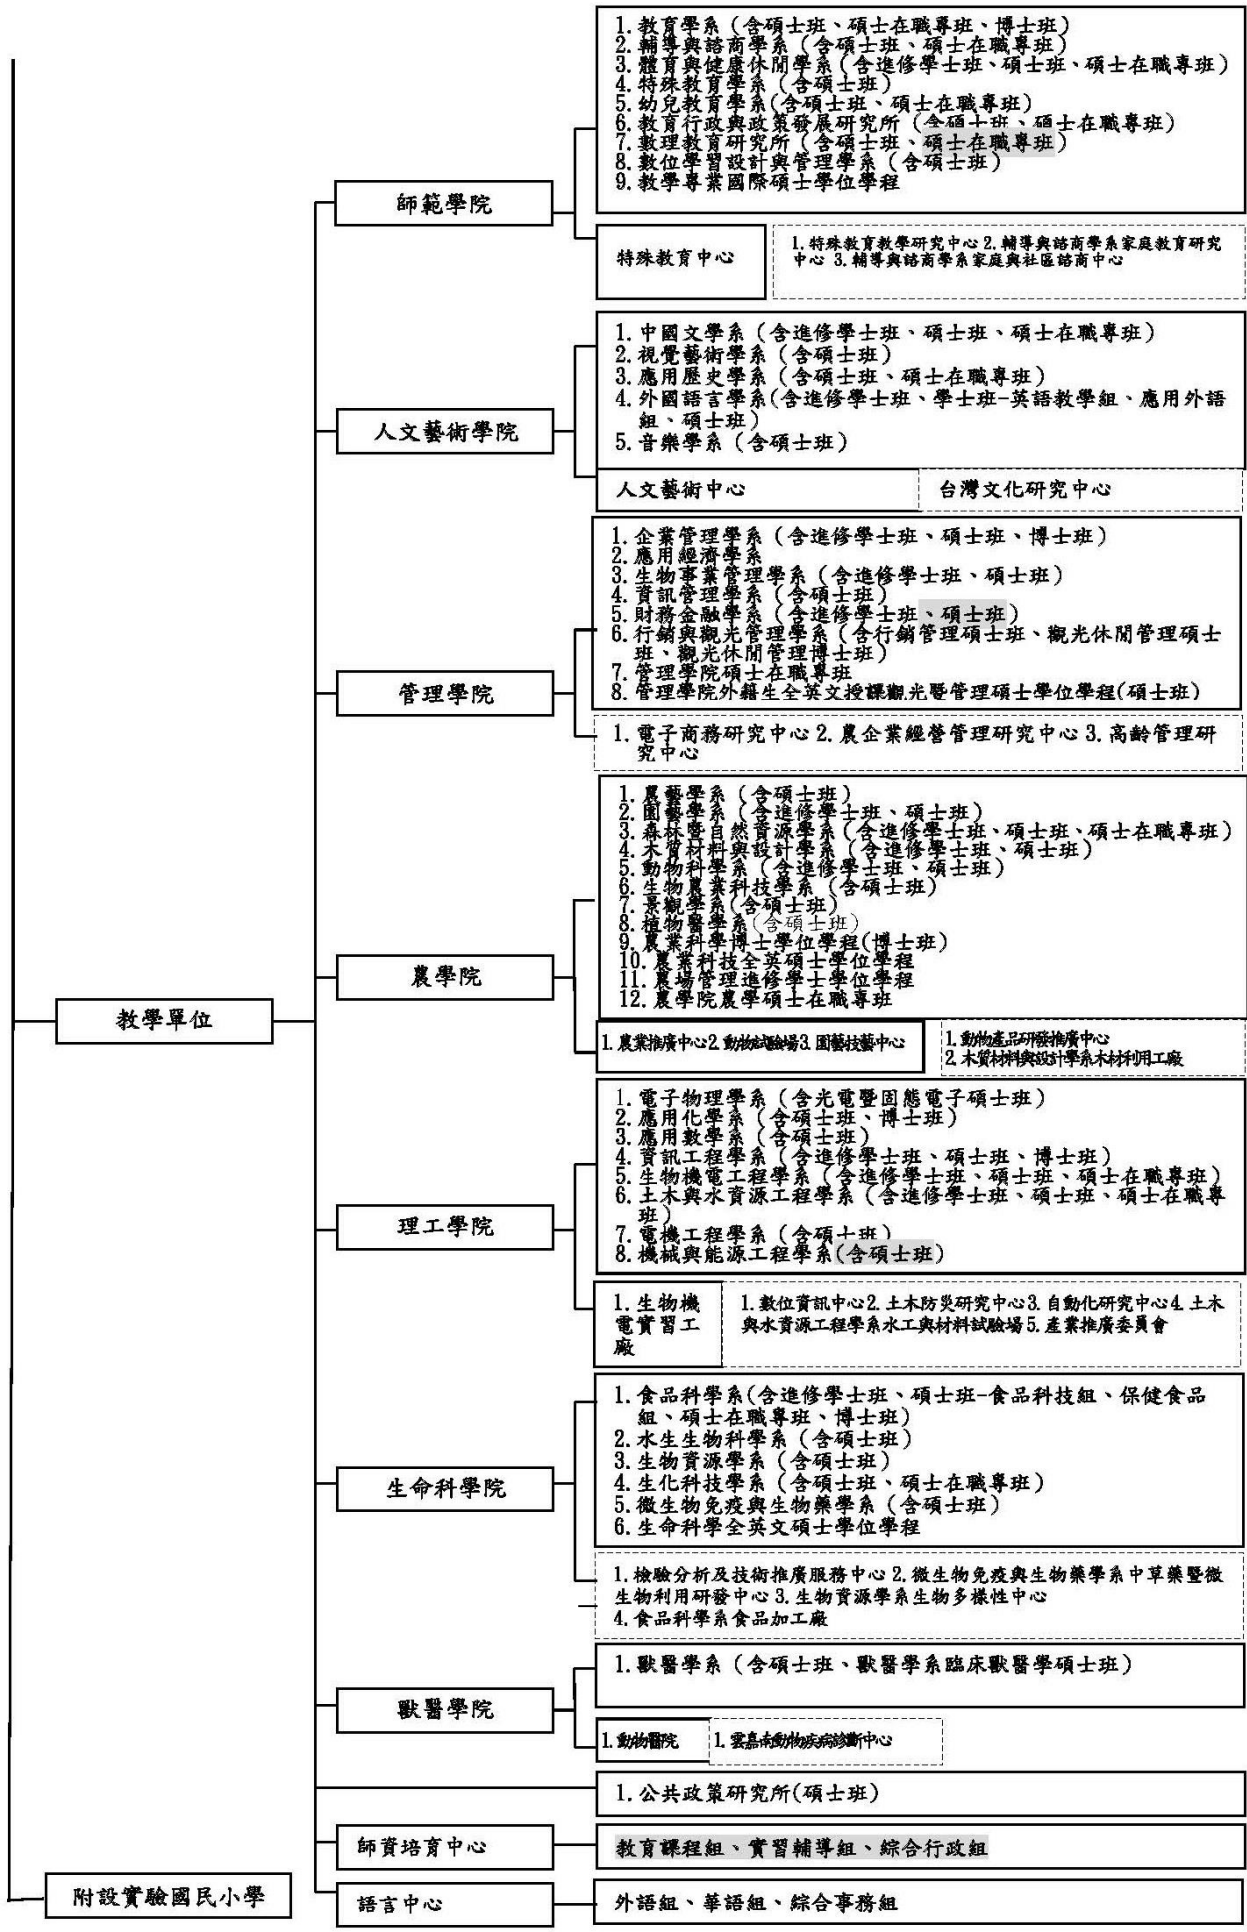 1. 教育學系（含碩士班、碩士在職專班、博士班）
2. 輔導與諮商學系（含碩士班、碩士在職專班）
3. 體育與健康休閒學系（含進修學士班、碩士班、碩士在職專班）
4. 特殊教育學系（含碩士班）
5. 幼兒教育學系(含碩士班、碩士在職專班）
6. 教育行政與政策發展研究所（含碩士班、碩士在職專班）
7. 數理教育研究所（含碩士班、碩士在職專班）
8. 數位學習設計與管理學系（含碩士班）
9. 教學專業國際碩士學位學程
師範學院
特殊教育中心
1. 特殊教育教學研究中心 2. 輔導與諮商學系家庭教育研究
中心 3. 輔導與諮商學系家庭與社區諮商中心
1. 中國文學系（含進修學士班、碩士班、碩士在職專班）
2. 視覺藝術學系（含碩士班）
3. 應用歷史學系（含碩士班、碩士在職專班）
4. 外國語言學系(含進修學士班、學士班-英語教學組、應用外語
組、碩士班）
5. 音樂學系（含碩士班）
人文藝術學院
人文藝術中心
台灣文化研究中心
1. 企業管理學系（含進修學士班、碩士班、博士班）
2. 應用經濟學系
3. 生物事業管理學系（含進修學士班、碩士班）
4. 資訊管理學系（含碩士班）
5. 財務金融學系（含進修學士班、碩士班）
6. 行銷與觀光管理學系（含行銷管理碩士班、觀光休閒管理碩士
班、觀光休閒管理博士班）
7. 管理學院碩士在職專班
8. 管理學院外籍生全英文授課觀光暨管理碩士學位學程(碩士班)
管理學院
1. 電子商務研究中心 2. 農企業經營管理研究中心 3. 高齡管理研
究中心
1. 農藝學系（含碩士班）
2. 園藝學系（含進修學士班、碩士班）
3. 森林暨自然資源學系（含進修學士班、碩士班、碩士在職專班）
4. 木質材料與設計學系（含進修學士班、碩士班）
5. 動物科學系（含進修學士班、碩士班）
6. 生物農業科技學系（含碩士班）
7. 景觀學系(含碩士班)
8. 植物醫學系(含碩士班)
9. 農業科學博士學位學程(博士班)
10. 農業科技全英碩士學位學程
11. 農場管理進修學士學位學程
12. 農學院農學碩士在職專班
農學院
教學單位
1. 農業推廣中心2. 動物試驗場3. 園藝技藝中心
1. 動物產品研發推廣中心
2. 木質材料與設計學系木材利用工廠
1. 電子物理學系（含光電暨固態電子碩士班）
2. 應用化學系（含碩士班、博士班）
3. 應用數學系（含碩士班）
4. 資訊工程學系（含進修學士班、碩士班、博士班）
5. 生物機電工程學系（含進修學士班、碩士班、碩士在職專班）
6. 土木與水資源工程學系（含進修學士班、碩士班、碩士在職專
班）
7. 電機工程學系（含碩士班）
8. 機械與能源工程學系(含碩士班)
理工學院
1. 生物機
電實習工
廠
1. 數位資訊中心2. 土木防災研究中心3. 自動化研究中心4. 土木
與水資源工程學系水工與材料試驗場5. 產業推廣委員會
1. 食品科學系(含進修學士班、碩士班-食品科技組、保健食品
組、碩士在職專班、博士班)
2. 水生生物科學系（含碩士班）
3. 生物資源學系（含碩士班）
4. 生化科技學系（含碩士班、碩士在職專班）
5. 微生物免疫與生物藥學系（含碩士班）
6. 生命科學全英文碩士學位學程
生命科學院
1. 檢驗分析及技術推廣服務中心 2. 微生物免疫與生物藥學系中草藥暨微
生物利用研發中心 3. 生物資源學系生物多樣性中心
4. 食品科學系食品加工廠
1. 獸醫學系（含碩士班、獸醫學系臨床獸醫學碩士班）
獸醫學院
1. 動物醫院
1. 雲嘉南動物疾病診斷中心
1. 公共政策研究所(碩士班)
師資培育中心
教育課程組、實習輔導組、綜合行政組
附設實驗國民小學
語言中心
外語組、華語組、綜合事務組